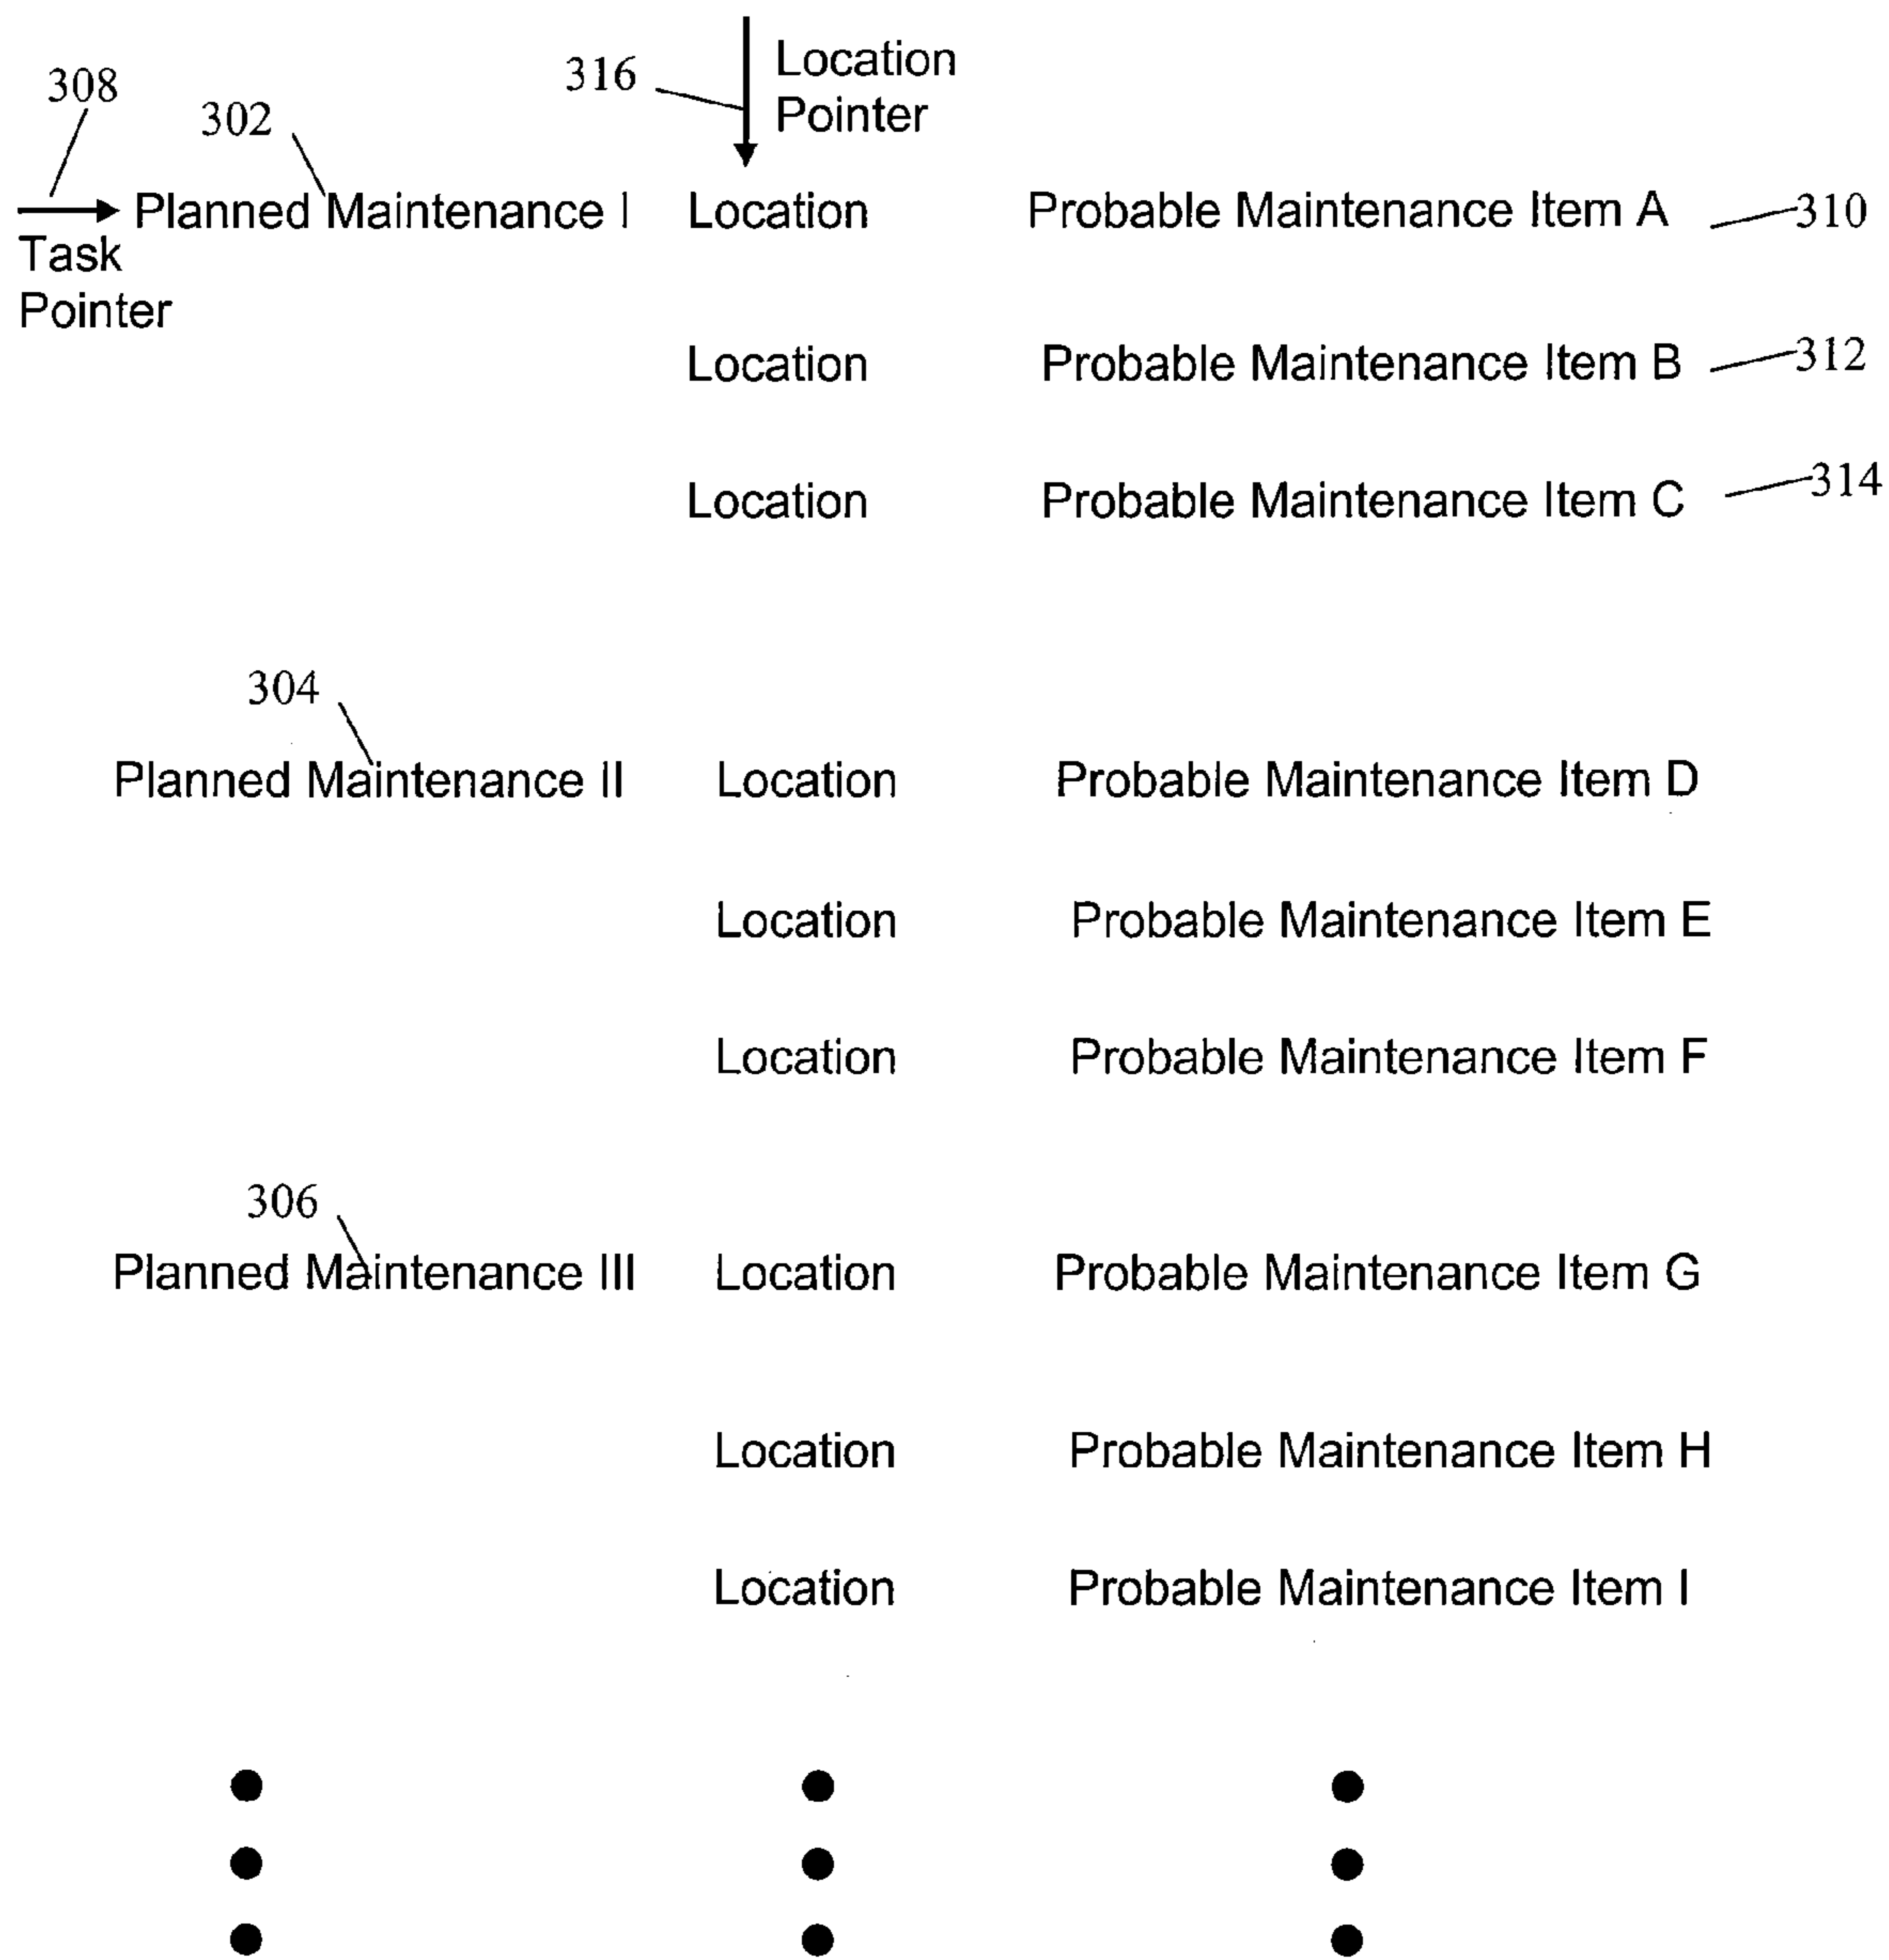 308
302
316
Location
Pointer
Planned Maintenance I Location Probable Maintenance Item A 310
Task
Pointer
Location Probable Maintenance Item B 312
Location Probable Maintenance Item C 314
304
Planned Maintenance II Location Probable Maintenance Item D
Location Probable Maintenance Item E
Location Probable Maintenance Item F
306
Planned Maintenance III Location Probable Maintenance Item G
Location Probable Maintenance Item H
Location Probable Maintenance Item I